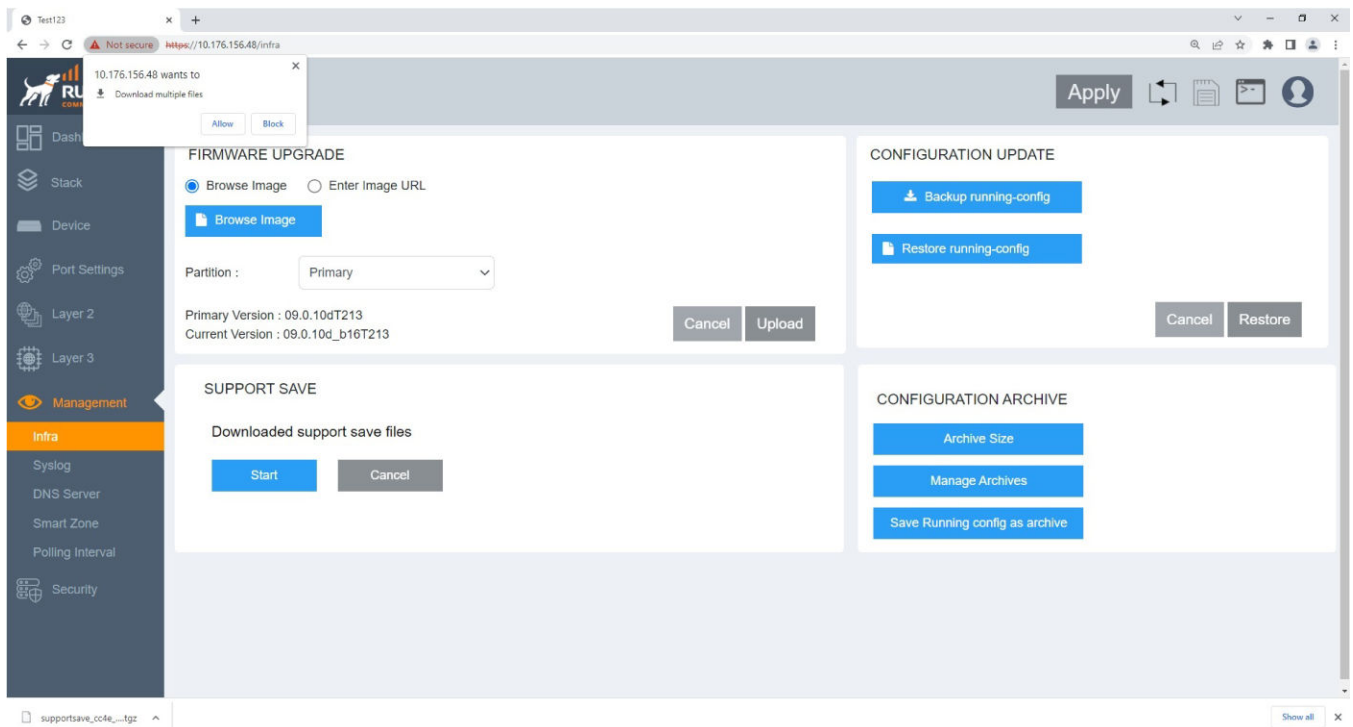 Test123
Not secure https://10.176.156.48/infra
10.176.156.48 wants to
Download multiple files
Allow Block
RU
Apply
Dash
Stack
Device
Port Settings
Layer 2
Layer 3
Management
Infra
Syslog
DNS Server
Smart Zone
Polling Interval
Security
FIRMWARE UPGRADE
Browse Image Enter Image URL
Browse Image
Partition : Primary
Primary Version : 09.0.10dT213
Current Version : 09.0.10d_b16T213
Cancel Upload
CONFIGURATION UPDATE
Backup running-config
Restore running-config
Cancel Restore
SUPPORT SAVE
Downloaded support save files
Start Cancel
CONFIGURATION ARCHIVE
Archive Size
Manage Archives
Save Running config as archive
supportsave_cc4e_....tgz
Show all